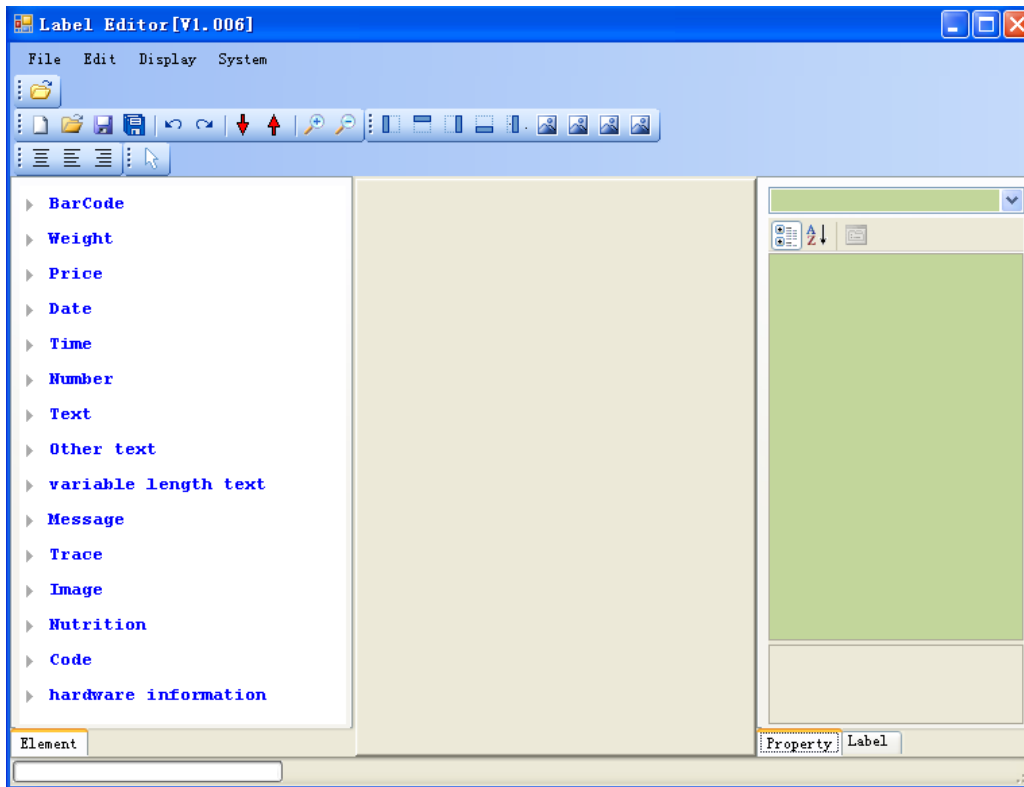 Label Editor[V1.006]
File Edit Display System
BarCode
Weight
Price
Date
Time
Number
Text
Other text
variable length text
Message
Trace
Image
Nutrition
Code
hardware information
A
Z
Element
Property Label